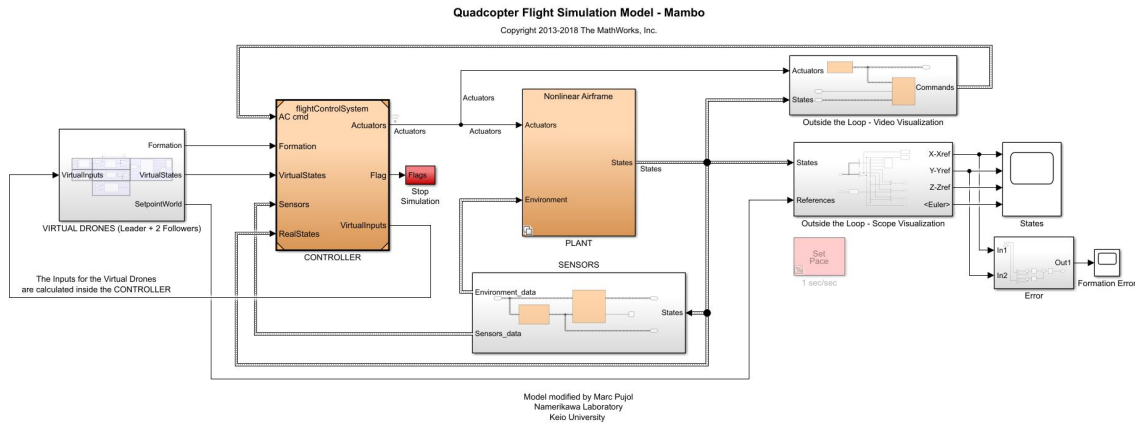 Quadcopter Flight Simulation Model - Mambo
Copyright 2013-2018 The MathWorks, Inc.
VirtualInputs
Formation
VirtualStates
SetpointWorld
VIRTUAL DRONES (Leader + 2 Followers)
The Inputs for the Virtual Drones
are calculated inside the CONTROLLER
flightControlSystem
AC cmd
Formation
VirtualStates
Sensors
RealStates
Actuators
Flag
VirtualInputs
CONTROLLER
Actuators
Flags
Stop
Simulation
Actuators
Actuators
Nonlinear Airframe
Actuators
Environment
States
PLANT
States
SENSORS
Environment_data
Sensors_data
States
Actuators
States
Commands
Outside the Loop - Video Visualization
States
References
X-Xref
Y-Yref
Z-Zref
<Euler>
Outside the Loop - Scope Visualization
States
Set
Pace
1 sec/sec
In1
In2
Out1
Error
Formation Error
Model modified by Marc Pujol
Namerikawa Laboratory
Keio University